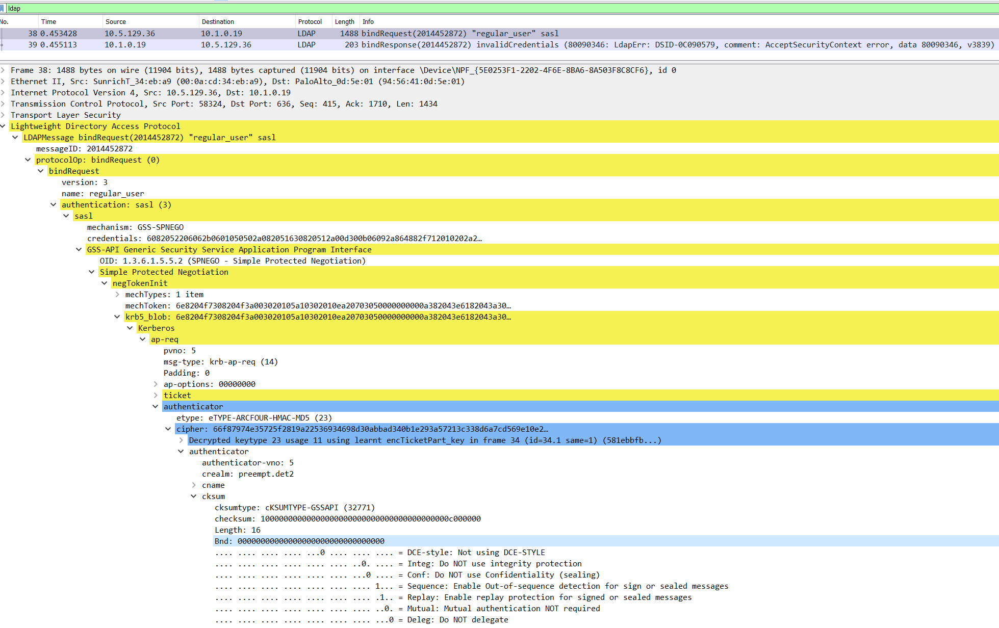 ldap
No. Time Source Destination Protocol Length Info
38 0.453428 10.5.129.36 10.1.0.19 LDAP 1488 bindRequest(2014452872) "regular_user" sasl
39 0.455113 10.1.0.19 10.5.129.36 LDAP 203 bindResponse(2014452872) invalidCredentials (80090346: LdapErr: DSID-0C090579, comment: AcceptSecurityContext error, data 80090346, v3839)
Frame 38: 1488 bytes on wire (11904 bits), 1488 bytes captured (11904 bits) on interface \Device\NPF_{5E0253F1-2202-4F6E-8BA6-8A503F8C8CF6}, id 0
Ethernet II, Src: SunrichT_34:eb:a9 (00:0a:cd:34:eb:a9), Dst: PaloAlto_0d:5e:01 (94:56:41:0d:5e:01)
Internet Protocol Version 4, Src: 10.5.129.36, Dst: 10.1.0.19
Transmission Control Protocol, Src Port: 58324, Dst Port: 636, Seq: 415, Ack: 1710, Len: 1434
Transport Layer Security
Lightweight Directory Access Protocol
LDAPMessage bindRequest(2014452872) "regular_user" sasl
messageID: 2014452872
protocolOp: bindRequest (0)
bindRequest
version: 3
name: regular_user
authentication: sasl (3)
sasl
mechanism: GSS-SPNEGO
credentials: 6082052206062b0601050502a082051630820512a00d300b06092a864882f712010202a2…
GSS-API Generic Security Service Application Program Interface
OID: 1.3.6.1.5.5.2 (SPNEGO - Simple Protected Negotiation)
Simple Protected Negotiation
negTokenInit
mechTypes: 1 item
mechToken: 6e8204f7308204f3a003020105a10302010ea20703050000000000a382043e6182043a30…
krb5_blob: 6e8204f7308204f3a003020105a10302010ea20703050000000000a382043e6182043a30…
Kerberos
ap-req
pvno: 5
msg-type: krb-ap-req (14)
Padding: 0
ap-options: 00000000
ticket
authenticator
etype: eTYPE-ARCFOUR-HMAC-MD5 (23)
cipher: 66f87974e35725f2819a22536934698d30abbad340b1e293a57213c338d6a7cd569e10e2…
Decrypted keytype 23 usage 11 using learnt encTicketPart_key in frame 34 (id=34.1 same=1) (581ebbfb...)
authenticator
authenticator-vno: 5
crealm: preempt.det2
cname
cksum
cksumtype: cKSUMTYPE-GSSAPI (32771)
checksum: 100000000000000000000000000000000000000000c000000
Length: 16
Bnd: 00000000000000000000000000000000
.... .... .... .... ...0 .... .... .... = DCE-style: Not using DCE-STYLE
.... .... .... .... .... .... ..0. .... = Integ: Do NOT use integrity protection
.... .... .... .... .... .... ...0 .... = Conf: Do NOT use Confidentiality (sealing)
.... .... .... .... .... .... .... 1... = Sequence: Enable Out-of-sequence detection for sign or sealed messages
.... .... .... .... .... .... .... .1.. = Replay: Enable replay protection for signed or sealed messages
.... .... .... .... .... .... .... ..0. = Mutual: Mutual authentication NOT required
.... .... .... .... .... .... .... ...0 = Deleg: Do NOT delegate